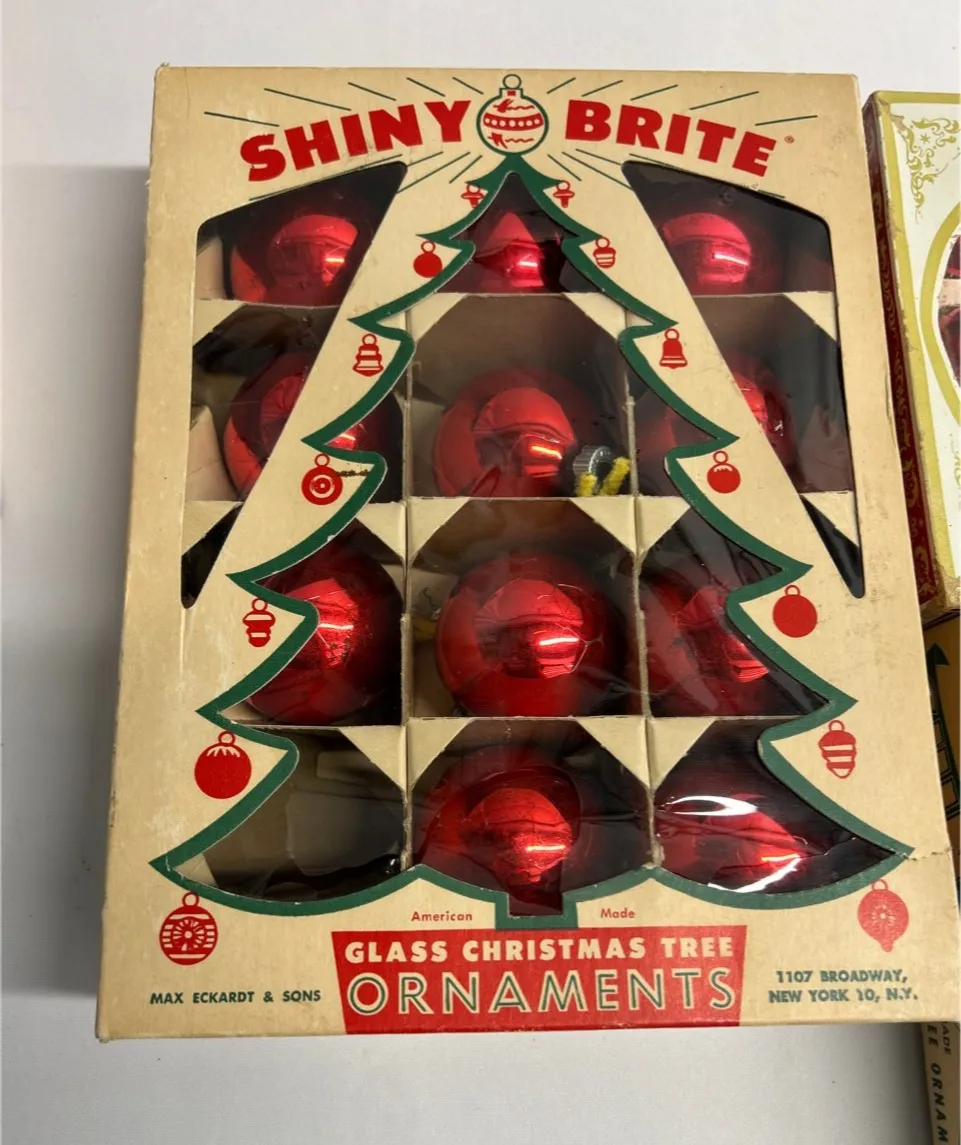 SHINY BRITE®
American Made
GLASS CHRISTMAS TREE
ORNAMENTS
MAX ECKARDT & SONS
1107 BROADWAY,
NEW YORK 10, N.Y.